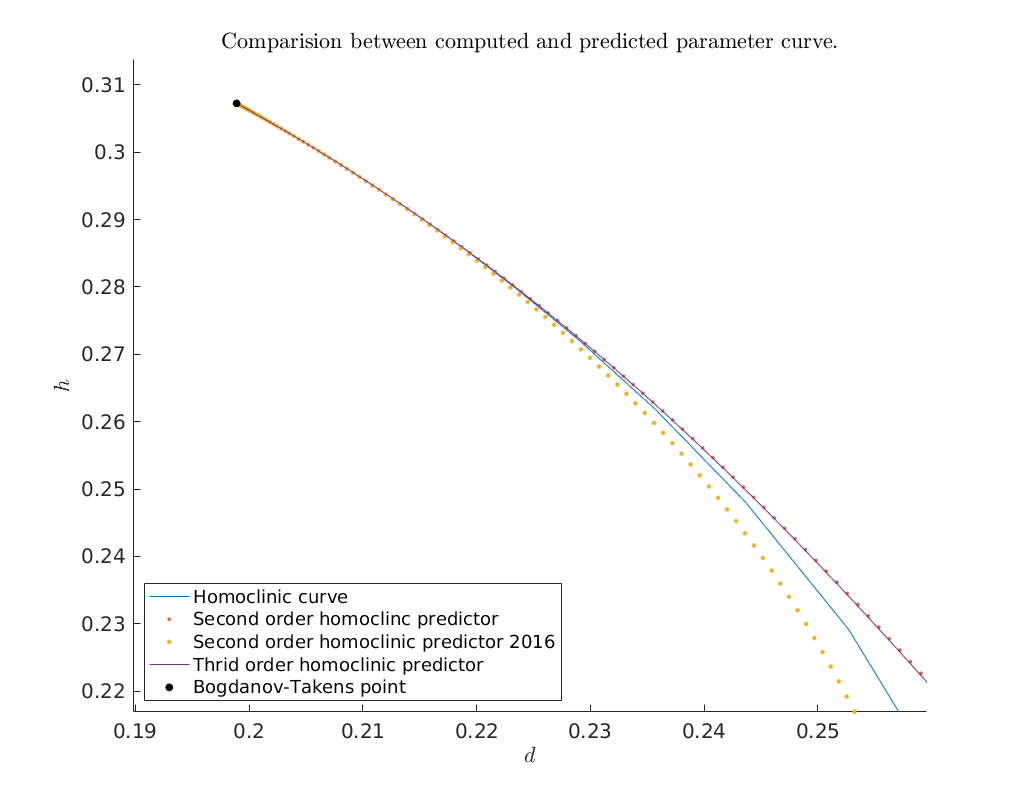 Comparision between computed and predicted parameter curve.
0.31
0.3
0.29
0.28
0.27
0.26
0.25
0.24
0.23
0.22
h
Homoclinic curve
Second order homoclinc predictor
Second order homoclinic predictor 2016
Thrid order homoclinic predictor
Bogdanov-Takens point
0.19 0.2 0.21 0.22 0.23 0.24 0.25
d